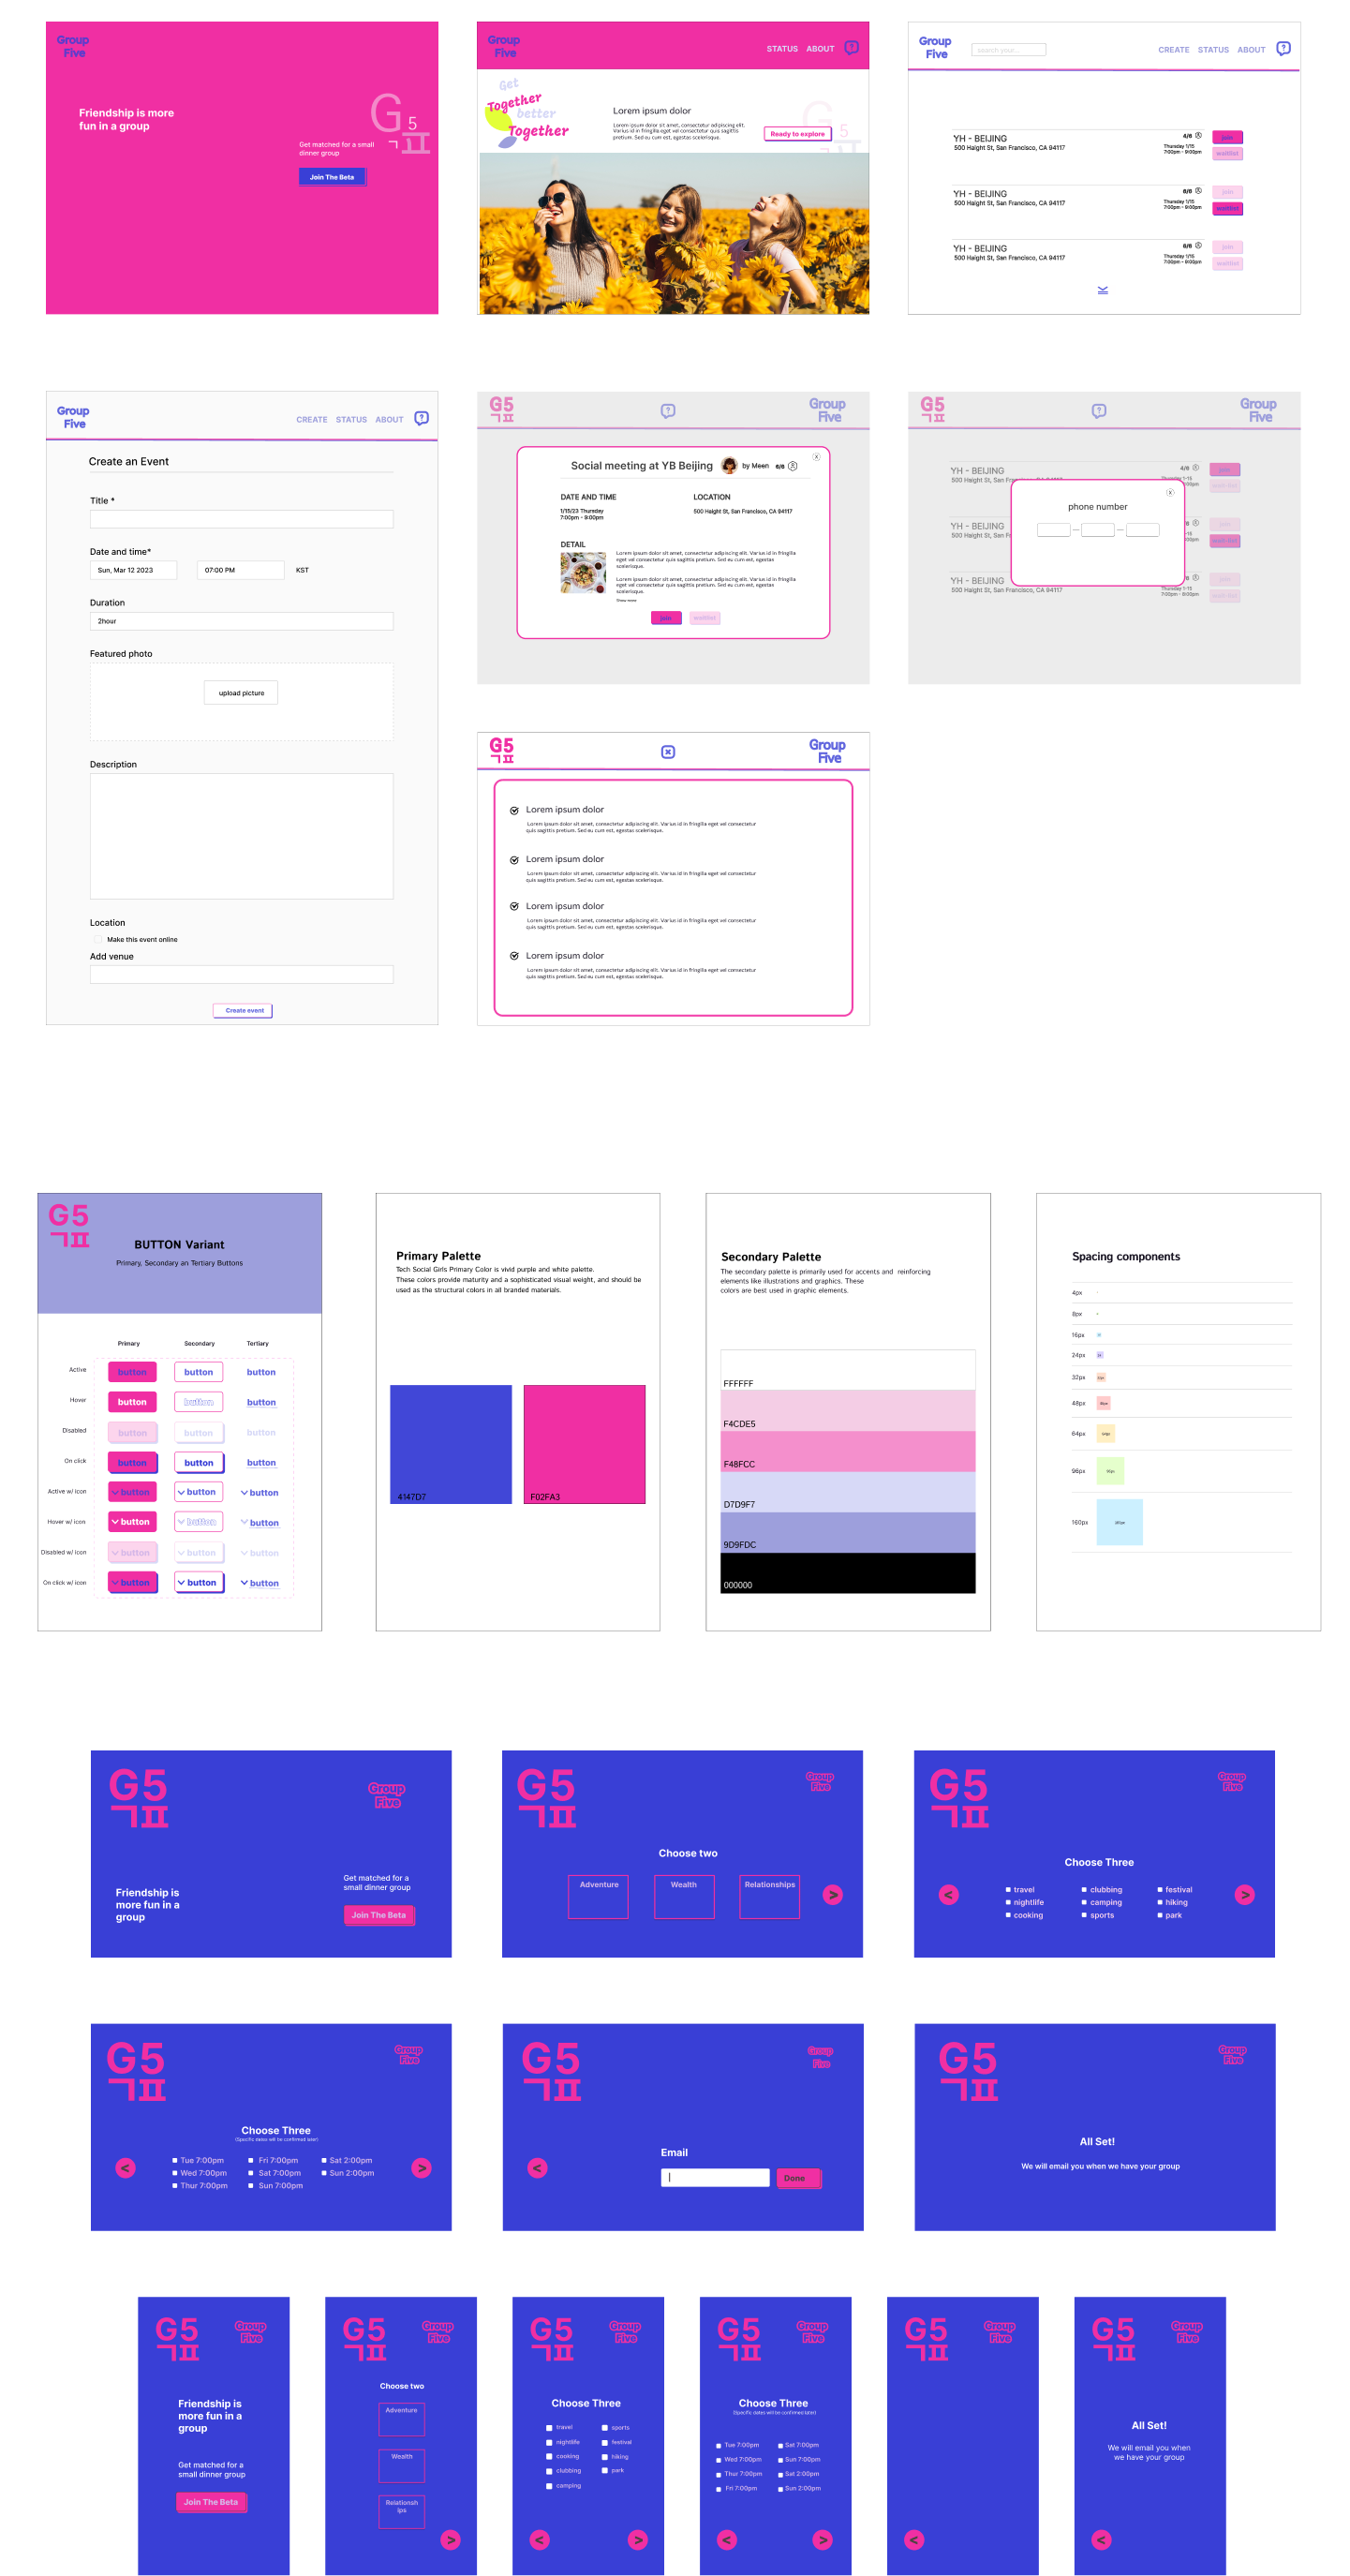 Group
Five
Friendship is more
fun in a group
G 5
ㄱㅍ
Get matched for a small
dinner group
Join The Beta
Group
Five
STATUS ABOUT ?
Get
Together
better
Together
Lorem ipsum dolor
Lorem ipsum dolor sit amet, consectetur adipiscing elit.
Varius id in fringilla eget vel consectetur quis sagittis
pretium. Sed eu cum est, egestas scelerisque.
Ready to explore
G 5
Group
Five
search your...
CREATE STATUS ABOUT ?
YH - BEIJING
500 Haight St, San Francisco, CA 94117
4/6
Thursday 1/15
7:00pm - 9:00pm
join
waitlist
YH - BEIJING
500 Haight St, San Francisco, CA 94117
6/6
Thursday 1/15
7:00pm - 9:00pm
join
waitlist
YH - BEIJING
500 Haight St, San Francisco, CA 94117
6/6
Thursday 1/15
7:00pm - 9:00pm
join
waitlist
Group
Five
CREATE STATUS ABOUT ?
Create an Event
Title *
Date and time*
Sun, Mar 12 2023
07:00 PM
KST
Duration
2hour
Featured photo
upload picture
Description
Location
Make this event online
Add venue
Create event
G5
ㄱㅍ
?
Group
Five
Social meeting at YB Beijing
by Meen 6/6
X
DATE AND TIME
1/15/23 Thursday
7:00pm - 9:00pm
LOCATION
500 Haight St, San Francisco, CA 94117
DETAIL
Lorem ipsum dolor sit amet, consectetur adipiscing elit. Varius id in fringilla
eget vel consectetur quis sagittis pretium. Sed eu cum est, egestas
scelerisque.
Lorem ipsum dolor sit amet, consectetur adipiscing elit. Varius id in fringilla
eget vel consectetur quis sagittis pretium. Sed eu cum est, egestas
scelerisque.
Show more
join
waitlist
G5
ㄱㅍ
?
Group
Five
YH - BEIJING
500 Haight St, San
4/6
join
YH - BEIJING
500 Haight St, San
YH - BEIJING
500 Haight St, San Francisco, CA 94117
Thursday 1-15
7:00pm - 9:00pm
X
phone number
G5
ㄱㅍ
Group
Five
Lorem ipsum dolor
Lorem ipsum dolor sit amet, consectetur adipiscing elit. Varius id in fringilla eget vel consectetur
quis sagittis pretium. Sed eu cum est, egestas scelerisque.
Lorem ipsum dolor
Lorem ipsum dolor sit amet, consectetur adipiscing elit. Varius id in fringilla eget vel consectetur
quis sagittis pretium. Sed eu cum est, egestas scelerisque.
Lorem ipsum dolor
Lorem ipsum dolor sit amet, consectetur adipiscing elit. Varius id in fringilla eget vel consectetur
quis sagittis pretium. Sed eu cum est, egestas scelerisque.
Lorem ipsum dolor
Lorem ipsum dolor sit amet, consectetur adipiscing elit. Varius id in fringilla eget vel consectetur
quis sagittis pretium. Sed eu cum est, egestas scelerisque.
G5
ㄱㅍ
BUTTON Variant
Primary, Secondary an Tertiary Buttons
Primary Secondary Tertiary
Active button button button
Hover button button button
Disabled button button button
On click button button button
Active w/ icon button button button
Hover w/ icon button button button
Disabled w/ icon button button button
On click w/ icon button button button
Primary Palette
Tech Social Girls Primary Color is vivid purple and white palette.
These colors provide maturity and a sophisticated visual weight, and should be
used as the structural colors in all branded materials.
4147D7
F02FA3
Secondary Palette
The secondary palette is primarily used for accents and reinforcing
elements like illustrations and graphics. These
colors are best used in graphic elements.
FFFFFF
F4CDE5
F48FCC
D7D9F7
9D9FDC
000000
Spacing components
4px
8px
16px
24px
32px
48px
64px
96px
160px
G5
ㄱㅍ
Group
Five
Friendship is
more fun in a
group
Get matched for a
small dinner group
Join The Beta
G5
ㄱㅍ
Group
Five
Choose two
Adventure
Wealth
Relationships
>
G5
ㄱㅍ
Group
Five
Choose Three
<
travel clubbing festival
nightlife camping hiking
cooking sports park
>
G5
ㄱㅍ
Group
Five
Choose Three
(Specific dates will be confirmed later)
<
Tue 7:00pm Fri 7:00pm Sat 2:00pm
Wed 7:00pm Sat 7:00pm Sun 2:00pm
Thur 7:00pm Sun 7:00pm
>
G5
ㄱㅍ
Group
Five
Email
<
Done
G5
ㄱㅍ
Group
Five
All Set!
We will email you when we have your group
G5
ㄱㅍ
Group
Five
Friendship is
more fun in a
group
Get matched for a
small dinner group
Join The Beta
G5
ㄱㅍ
Group
Five
Choose two
Adventure
Wealth
Relationsh
ips
>
G5
ㄱㅍ
Group
Five
Choose Three
travel sports
nightlife festival
cooking hiking
clubbing park
camping
< >
G5
ㄱㅍ
Group
Five
Choose Three
(Specific dates will be confirmed later)
Tue 7:00pm Sat 7:00pm
Wed 7:00pm Sun 7:00pm
Thur 7:00pm Sat 2:00pm
Fri 7:00pm Sun 2:00pm
< >
G5
ㄱㅍ
Group
Five
<
G5
ㄱㅍ
Group
Five
All Set!
We will email you when
we have your group
<